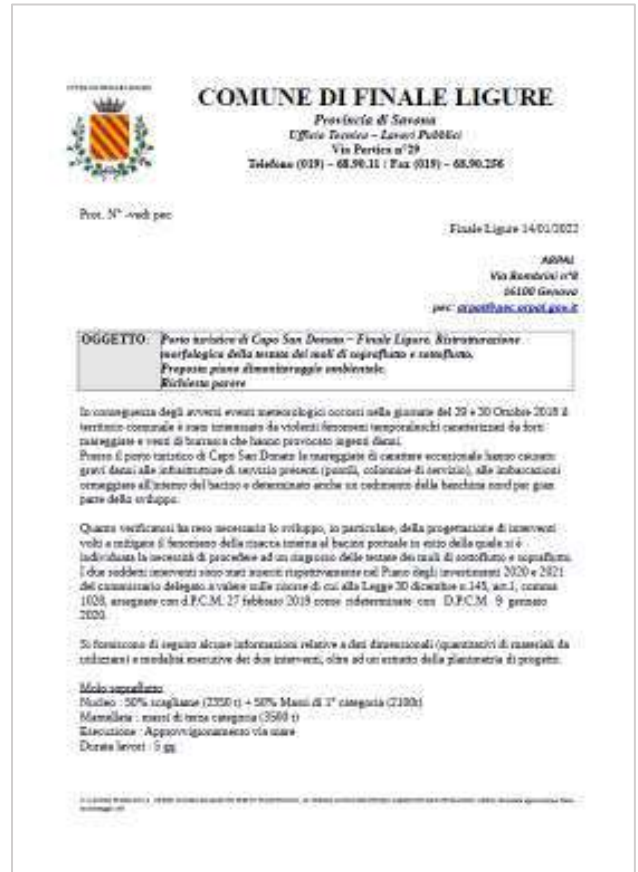 COMUNE DI FINALE LIGURE
Provincia di Savona
Ufficio Tecnico – Lavori Pubblici
Via Pertica n°29
Telefono (019) – 68.90.11 / Fax (019) – 68.90.256
Prot. N° -vedi pec
Finale Ligure 14/01/2022
ARPAL
Via Bombrini n°8
16100 Genova
pec: arpal@pec.arpal.gov.it
OGGETTO: Porto turistico di Capo San Donato – Finale Ligure. Ristrutturazione
morfologica della testata dei moli di sopraflutto e sottoflutto.
Proposta piano dimonitoraggio ambientale.
Richiesta parere
In conseguenza degli avversi eventi meteorologici occorsi nella giornate del 29 e 30 Ottobre 2018 il
territorio comunale è stato interessato da violenti fenomeni temporaleschi caratterizzati da forti
mareggiate e venti di burrasca che hanno provocato ingenti danni.
Presso il porto turistico di Capo San Donato la mareggiate di carattere eccezionale hanno causato
gravi danni alle infrastrutture di servizio presenti (pontili, colonnine di servizio), alle imbarcazioni
ormeggiate all'interno del bacino e determinato anche un cedimento della banchina nord per gran
parte dello sviluppo.
Quanto verificatosi ha reso necessario lo sviluppo, in particolare, della progettazione di interventi
volti a mitigare il fenomeno della risacca interna al bacino portuale in esito della quale si è
individuata la necessità di procedere ad un ringrosso delle testate dei moli di sottoflutto e sopraflutto.
I due suddetti interventi sono stati inseriti rispettivamente nel Piano degli investimenti 2020 e 2021
del commissario delegato a valere sulle risorse di cui alla Legge 30 dicembre n.145, art.1, comma
1028, assegnate con d.P.C.M. 27 febbraio 2019 come rideterminate con D.P.C.M 9 gennaio
2020.
Si forniscono di seguito alcune informazioni relative a dati dimensionali (quantitativi di materiali da
utilizzare) e modalità esecutive dei due interventi, oltre ad un estratto della planimetria di progetto.
Molo sopraflutto
Nucleo : 50% scogliame (2350 t) + 50% Massi di 1° categoria (2100t)
Mantellata : massi di terza categoria (3500 t)
Esecuzione : Approvvigionamento via mare
Durata lavori : 5 gg